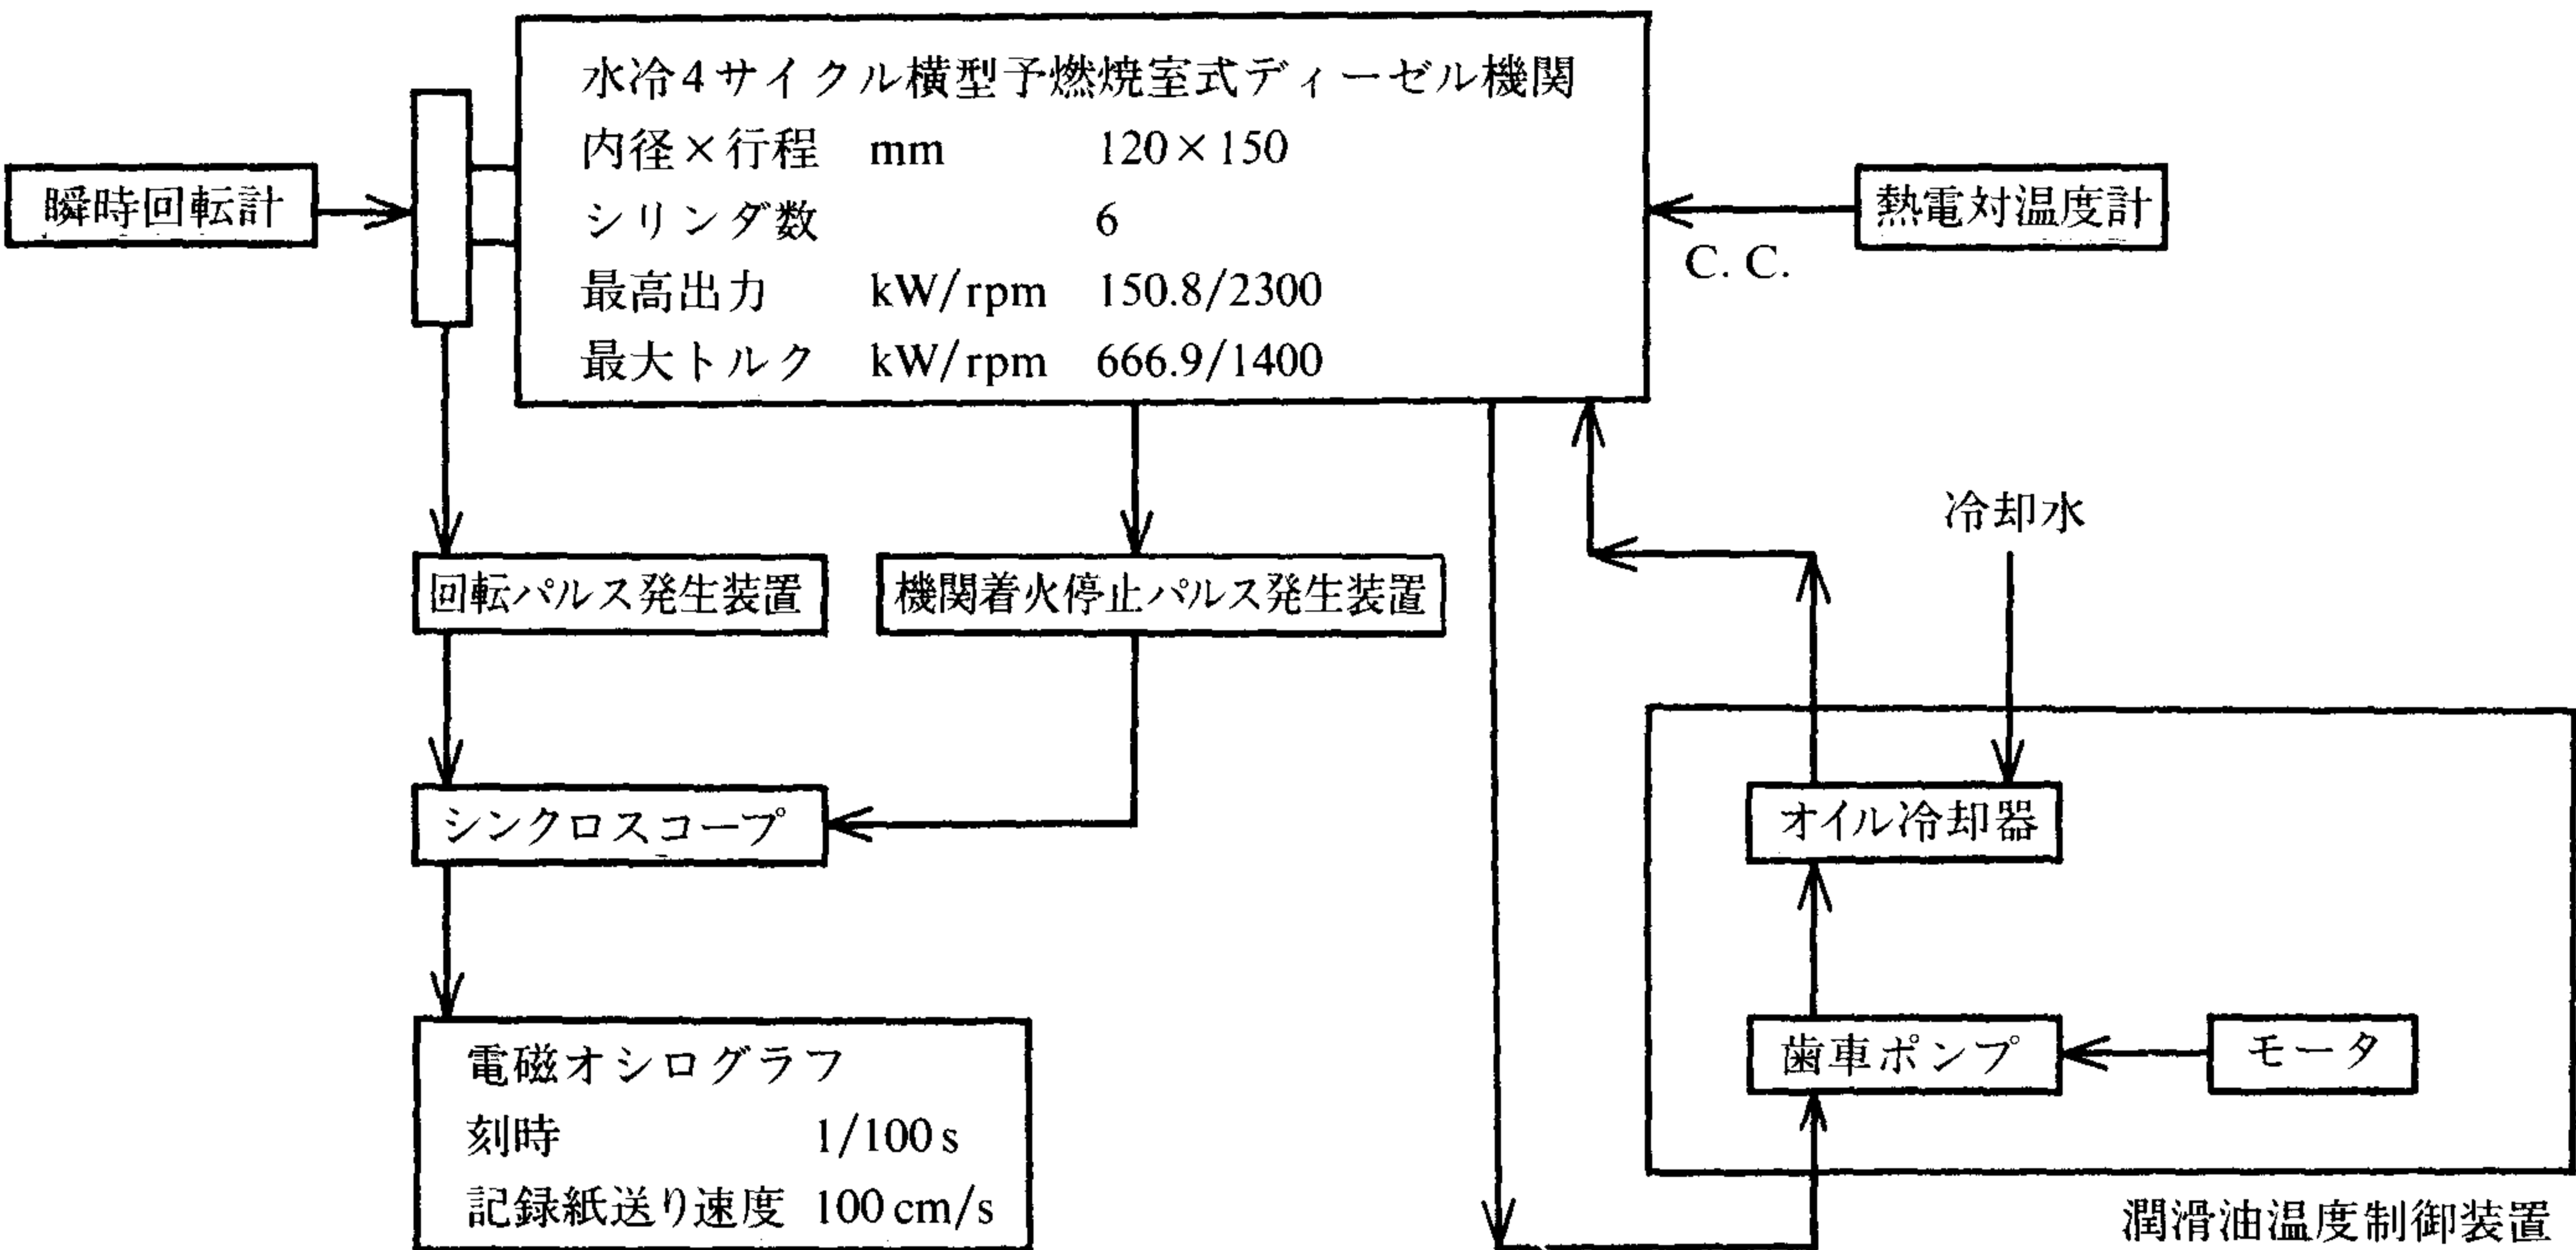 水冷4サイクル横型予燃焼室式ディーゼル機関
内径×行程 mm 120×150
シリンダ数 6
最高出力 kW/rpm 150.8/2300
最大トルク kW/rpm 666.9/1400
瞬時回転計
熱電対温度計
C. C.
冷却水
回転パルス発生装置
機関着火停止パルス発生装置
シンクロスコープ
オイル冷却器
電磁オシログラフ
刻時 1/100 s
記録紙送り速度 100 cm/s
歯車ポンプ
モータ
潤滑油温度制御装置